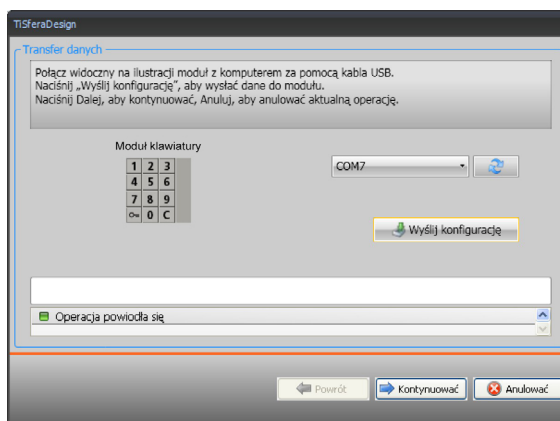 TiSferaDesign
Transfer danych
Połącz widoczny na ilustracji moduł z komputerem za pomocą kabla USB.
Naciśnij „Wyślij konfigurację”, aby wysłać dane do modułu.
Naciśnij Dalej, aby kontynuować, Anuluj, aby anulować aktualną operację.
Moduł klawiatury
1 2 3
4 5 6
7 8 9
0 C
COM7
Wyślij konfigurację
Operacja powiodła się
Powrót
Kontynuować
Anulować